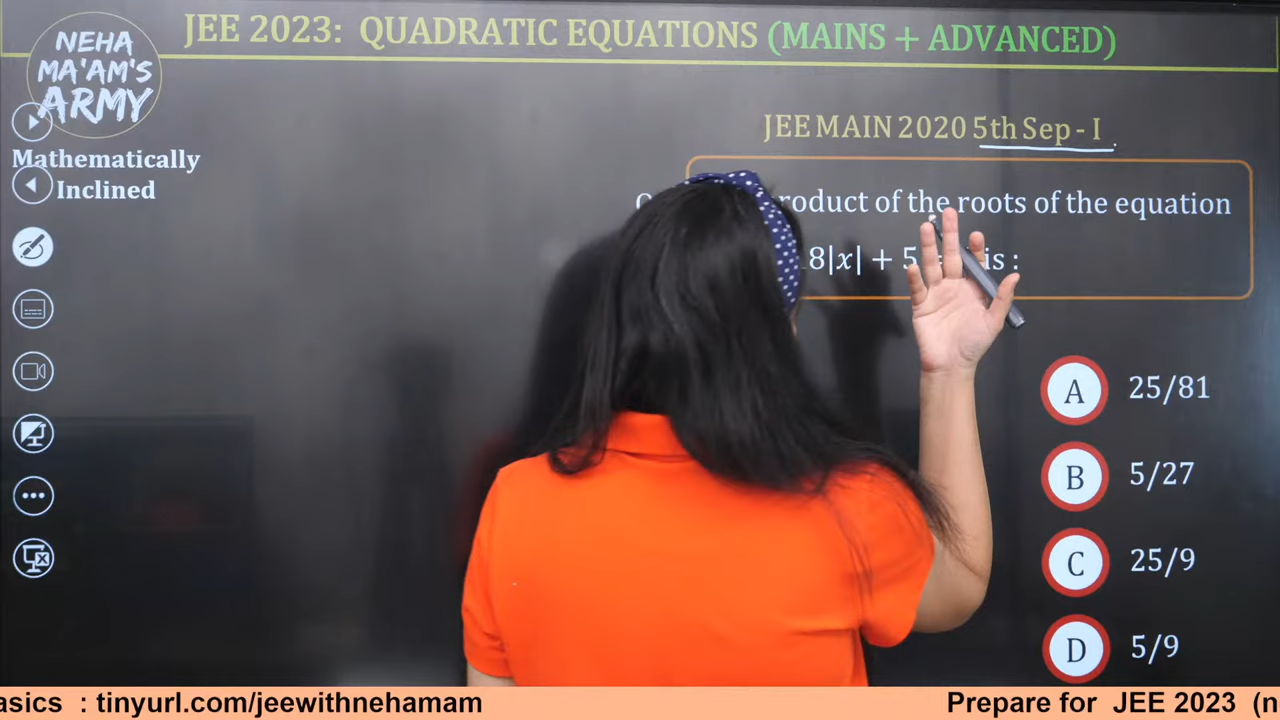 JEE 2023: QUADRATIC EQUATIONS (MAINS + ADVANCED)
NEHA
MA'AM'S
ARMY
Mathematically
Inclined
JEE MAIN 2020 5th Sep - I
of the roots of the equation
8|x| + 5 is :
A 25/81
B 5/27
C 25/9
D 5/9
: tinyurl.com/jeewithnehamam
Prepare for JEE 2023